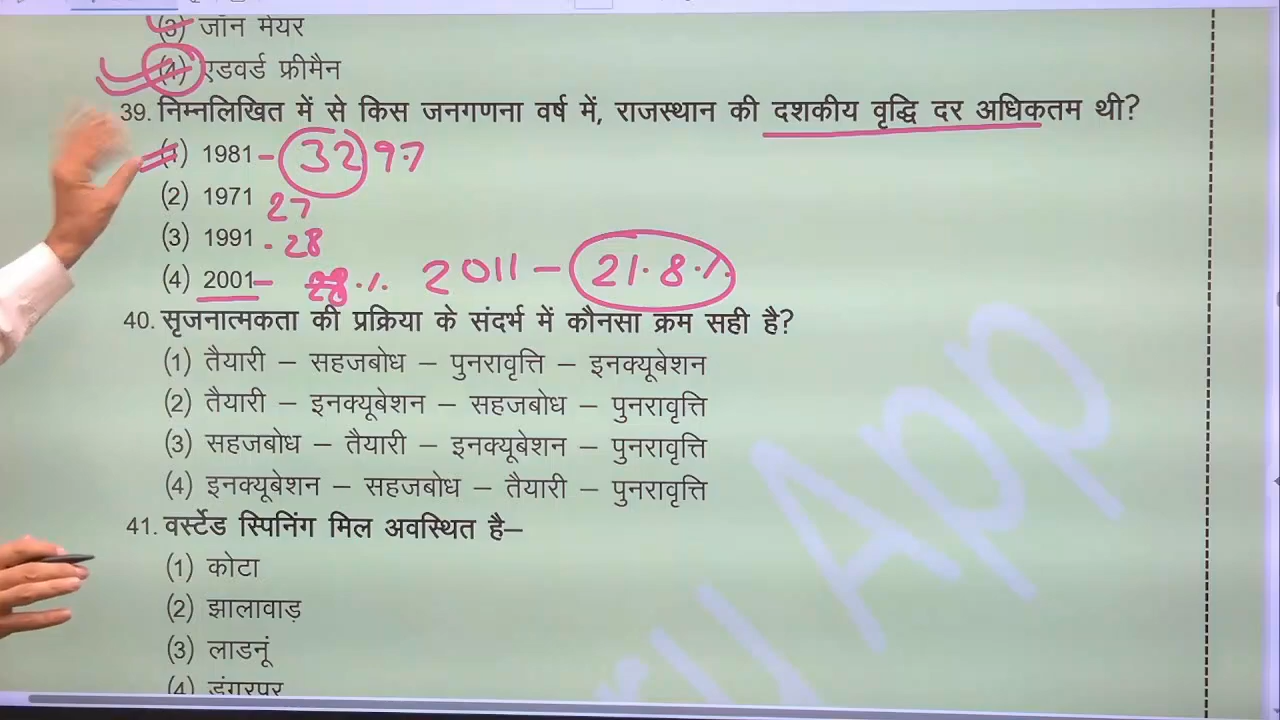 (3) जॉन मेयर
(4) एडवर्ड फ्रीमैन
39. निम्नलिखित में से किस जनगणना वर्ष में, राजस्थान की दशकीय वृद्धि दर अधिकतम थी?
(1) 1981 - 32 97
(2) 1971 27
(3) 1991 - 28
(4) 2001 - 28 ·/. 2011 - 21.8 ·/.
40. सृजनात्मकता की प्रक्रिया के संदर्भ में कौनसा क्रम सही है?
(1) तैयारी – सहजबोध – पुनरावृत्ति – इनक्यूबेशन
(2) तैयारी – इनक्यूबेशन – सहजबोध – पुनरावृत्ति
(3) सहजबोध – तैयारी – इनक्यूबेशन – पुनरावृत्ति
(4) इनक्यूबेशन – सहजबोध – तैयारी – पुनरावृत्ति
41. वर्स्टेड स्पिनिंग मिल अवस्थित है–
(1) कोटा
(2) झालावाड़
(3) लाडनूं
(4) डूंगरपुर
ru App